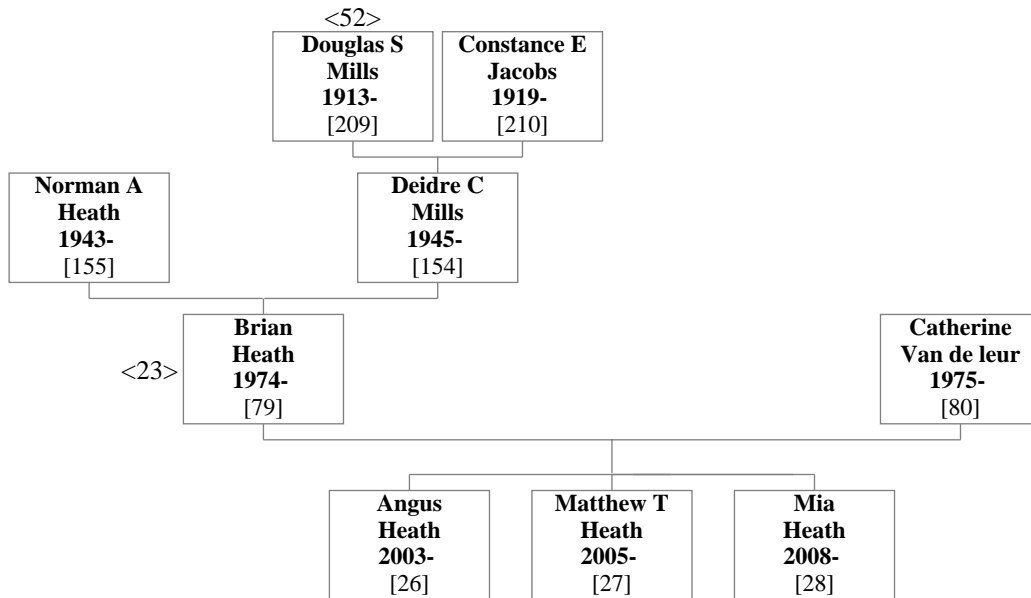 <52>
Douglas S
Mills
1913-
[209]
Constance E
Jacobs
1919-
[210]
Norman A
Heath
1943-
[155]
Deidre C
Mills
1945-
[154]
<23>
Brian
Heath
1974-
[79]
Catherine
Van de leur
1975-
[80]
Angus
Heath
2003-
[26]
Matthew T
Heath
2005-
[27]
Mia
Heath
2008-
[28]